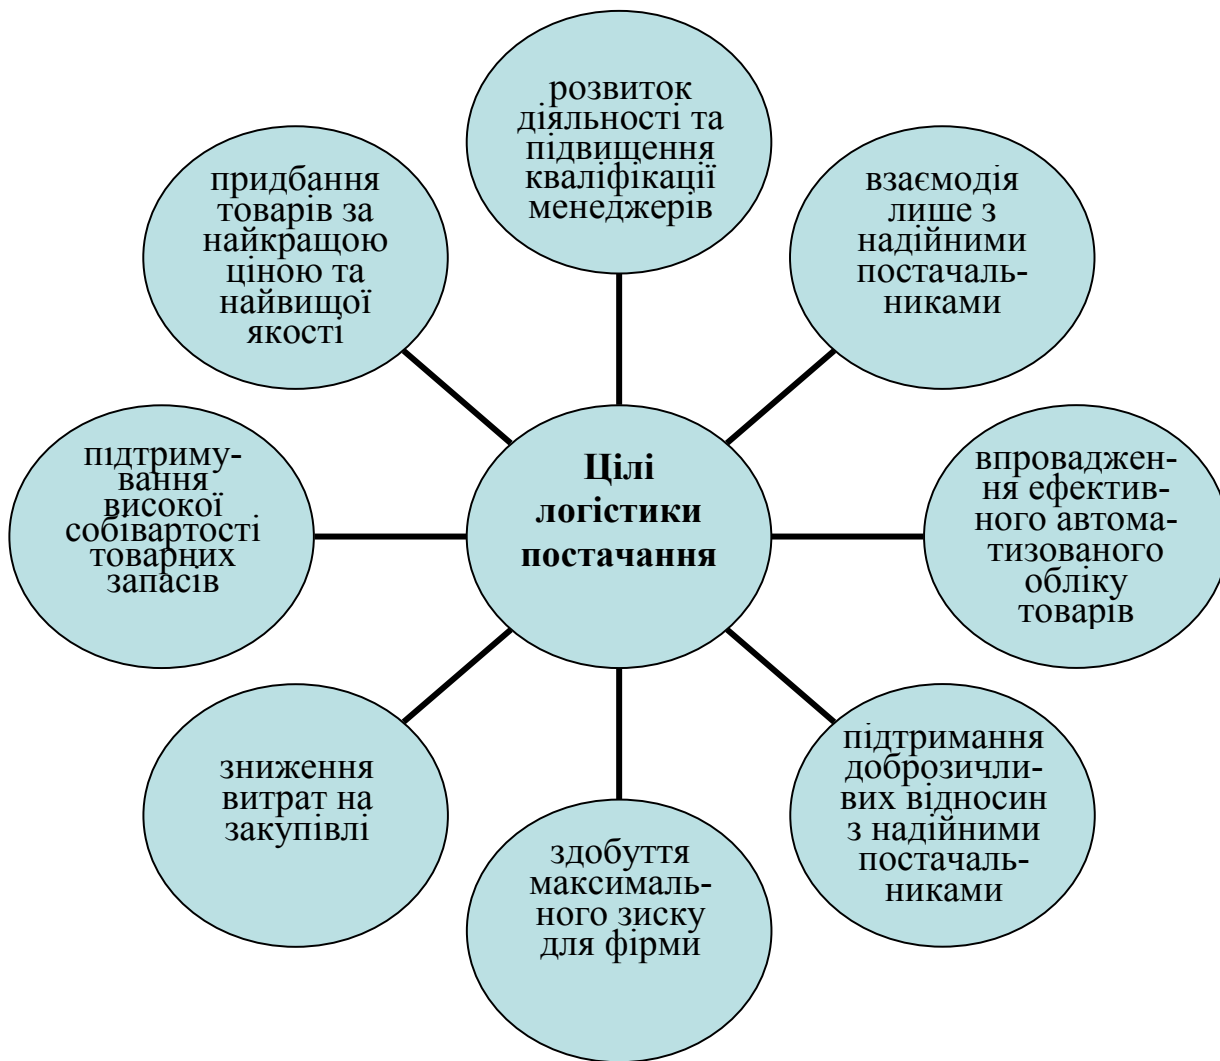 розвиток
діяльності та
підвищення
кваліфікації
менеджерів
взаємодія
лише з
надійними
постачаль-
никами
впроваджен-
ня ефектив-
ного автома-
тизованого
обліку
товарів
підтримання
доброзичли-
вих відносин
з надійними
постачаль-
никами
здобуття
максималь-
ного зиску
для фірми
зниження
витрат на
закупівлі
підтриму-
вання
високої
собівартості
товарних
запасів
придбання
товарів за
найкращою
ціною та
найвищої
якості
Цілі
логістики
постачання